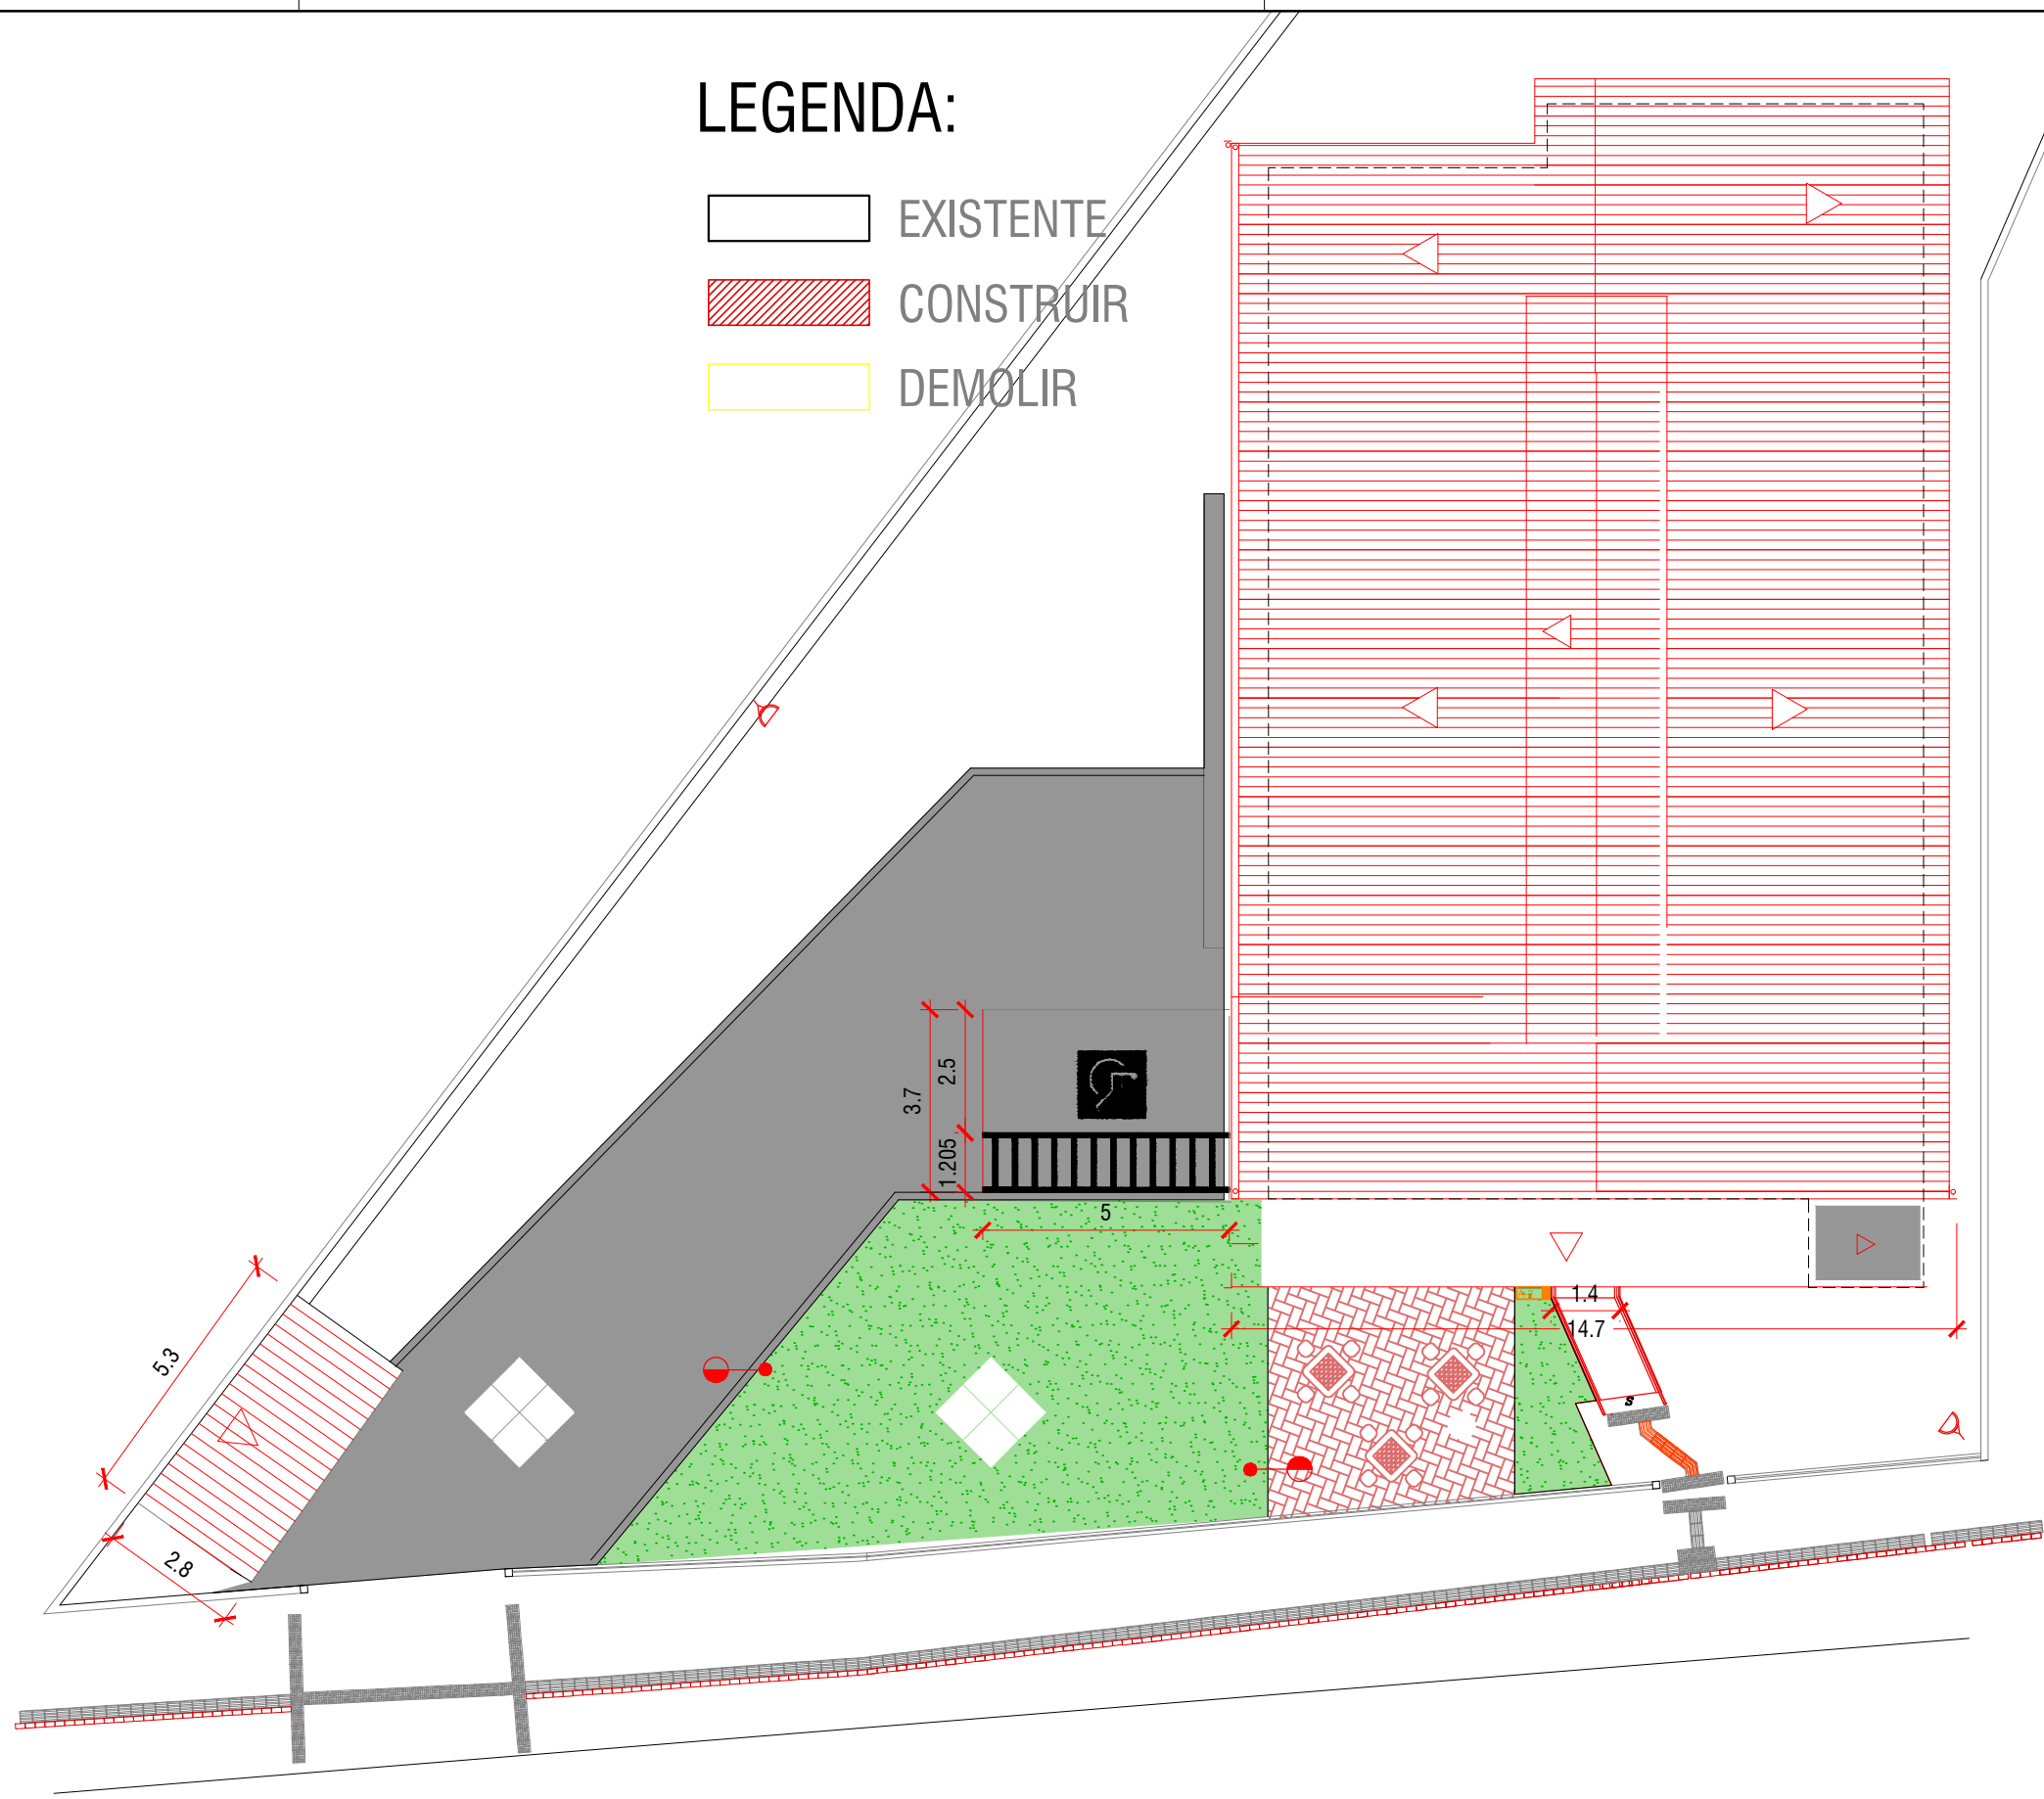 LEGENDA:
EXISTENTE
CONSTRUIR
DEMOLIR
2.5
3.7
1.205
5
1.4
14.7
5.3
s
2.8